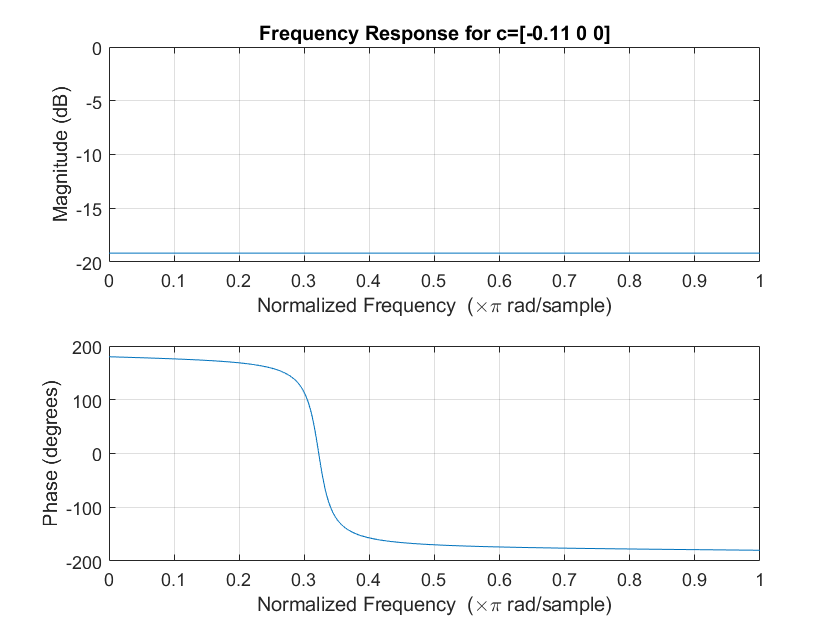 Frequency Response for c=[-0.11 0 0]
0
-5
-10
-15
-20
Magnitude (dB)
0 0.1 0.2 0.3 0.4 0.5 0.6 0.7 0.8 0.9 1
Normalized Frequency (×π rad/sample)
200
100
0
-100
-200
Phase (degrees)
0 0.1 0.2 0.3 0.4 0.5 0.6 0.7 0.8 0.9 1
Normalized Frequency (×π rad/sample)